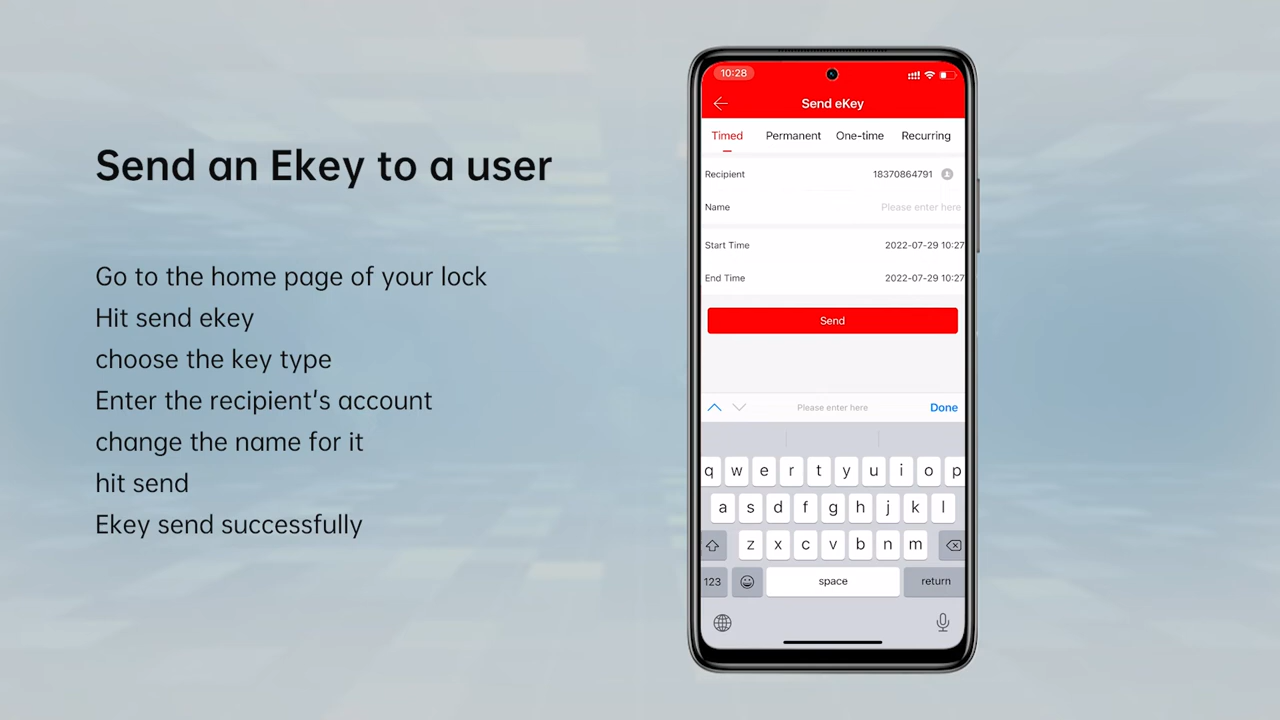 Send an Ekey to a user
Go to the home page of your lock
Hit send ekey
choose the key type
Enter the recipient's account
change the name for it
hit send
Ekey send successfully
10:28
Send eKey
Timed Permanent One-time Recurring
Recipient 18370864791
Name Please enter here
Start Time 2022-07-29 10:27
End Time 2022-07-29 10:27
Send
Please enter here Done
q w e r t y u i o p
a s d f g h j k l
z x c v b n m
123 space return